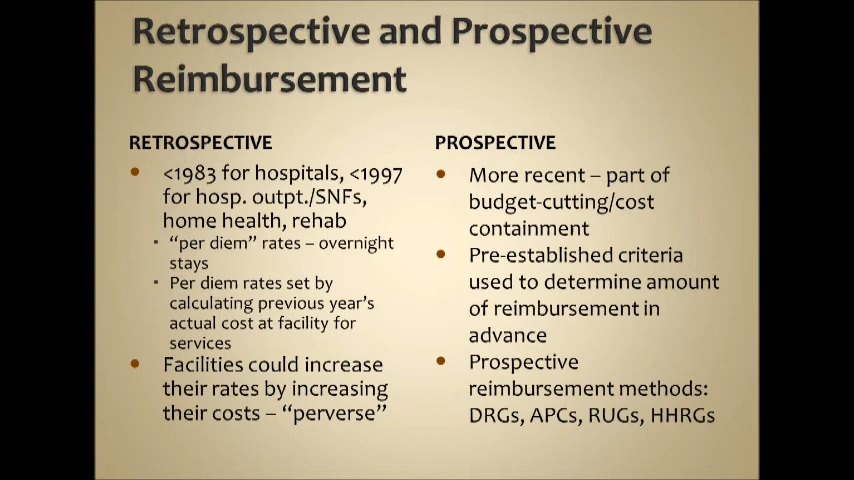 Retrospective and Prospective
Reimbursement
RETROSPECTIVE
<1983 for hospitals, <1997
for hosp. outpt./SNFs,
home health, rehab
“per diem” rates – overnight
stays
Per diem rates set by
calculating previous year’s
actual cost at facility for
services
Facilities could increase
their rates by increasing
their costs – “perverse”
PROSPECTIVE
More recent – part of
budget-cutting/cost
containment
Pre-established criteria
used to determine amount
of reimbursement in
advance
Prospective
reimbursement methods:
DRGs, APCs, RUGs, HHRGs